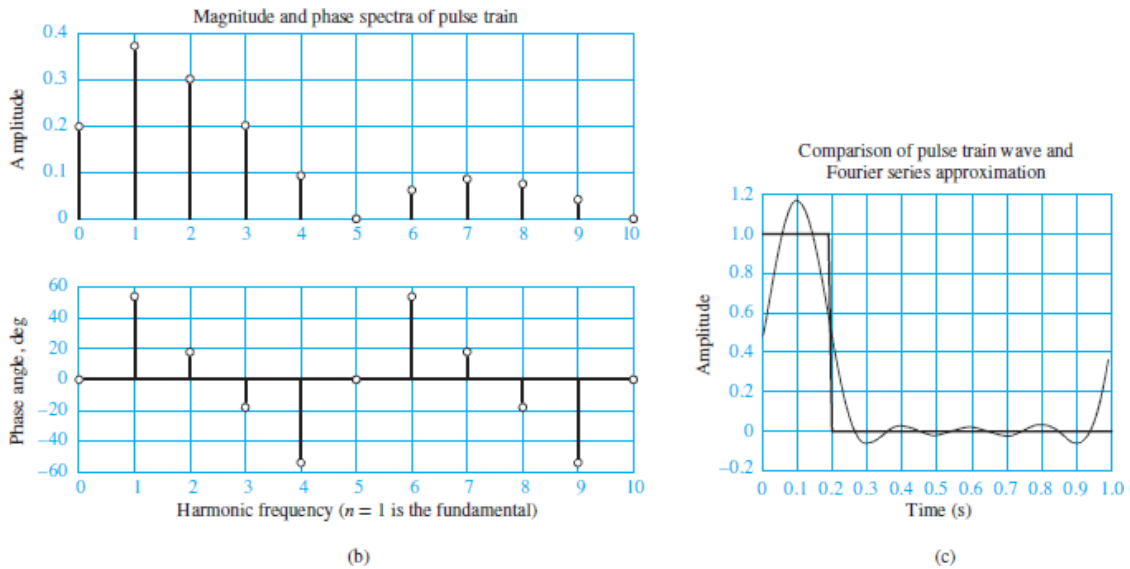 Magnitude and phase spectra of pulse train
0.4
0.3
0.2
0.1
0
Amplitude
0 1 2 3 4 5 6 7 8 9 10
60
40
20
0
−20
−40
−60
Phase angle, deg
0 1 2 3 4 5 6 7 8 9 10
Harmonic frequency (n = 1 is the fundamental)
(b)
Comparison of pulse train wave and
Fourier series approximation
1.2
1.0
0.8
0.6
0.4
0.2
0
−0.2
Amplitude
0 0.1 0.2 0.3 0.4 0.5 0.6 0.7 0.8 0.9 1.0
Time (s)
(c)